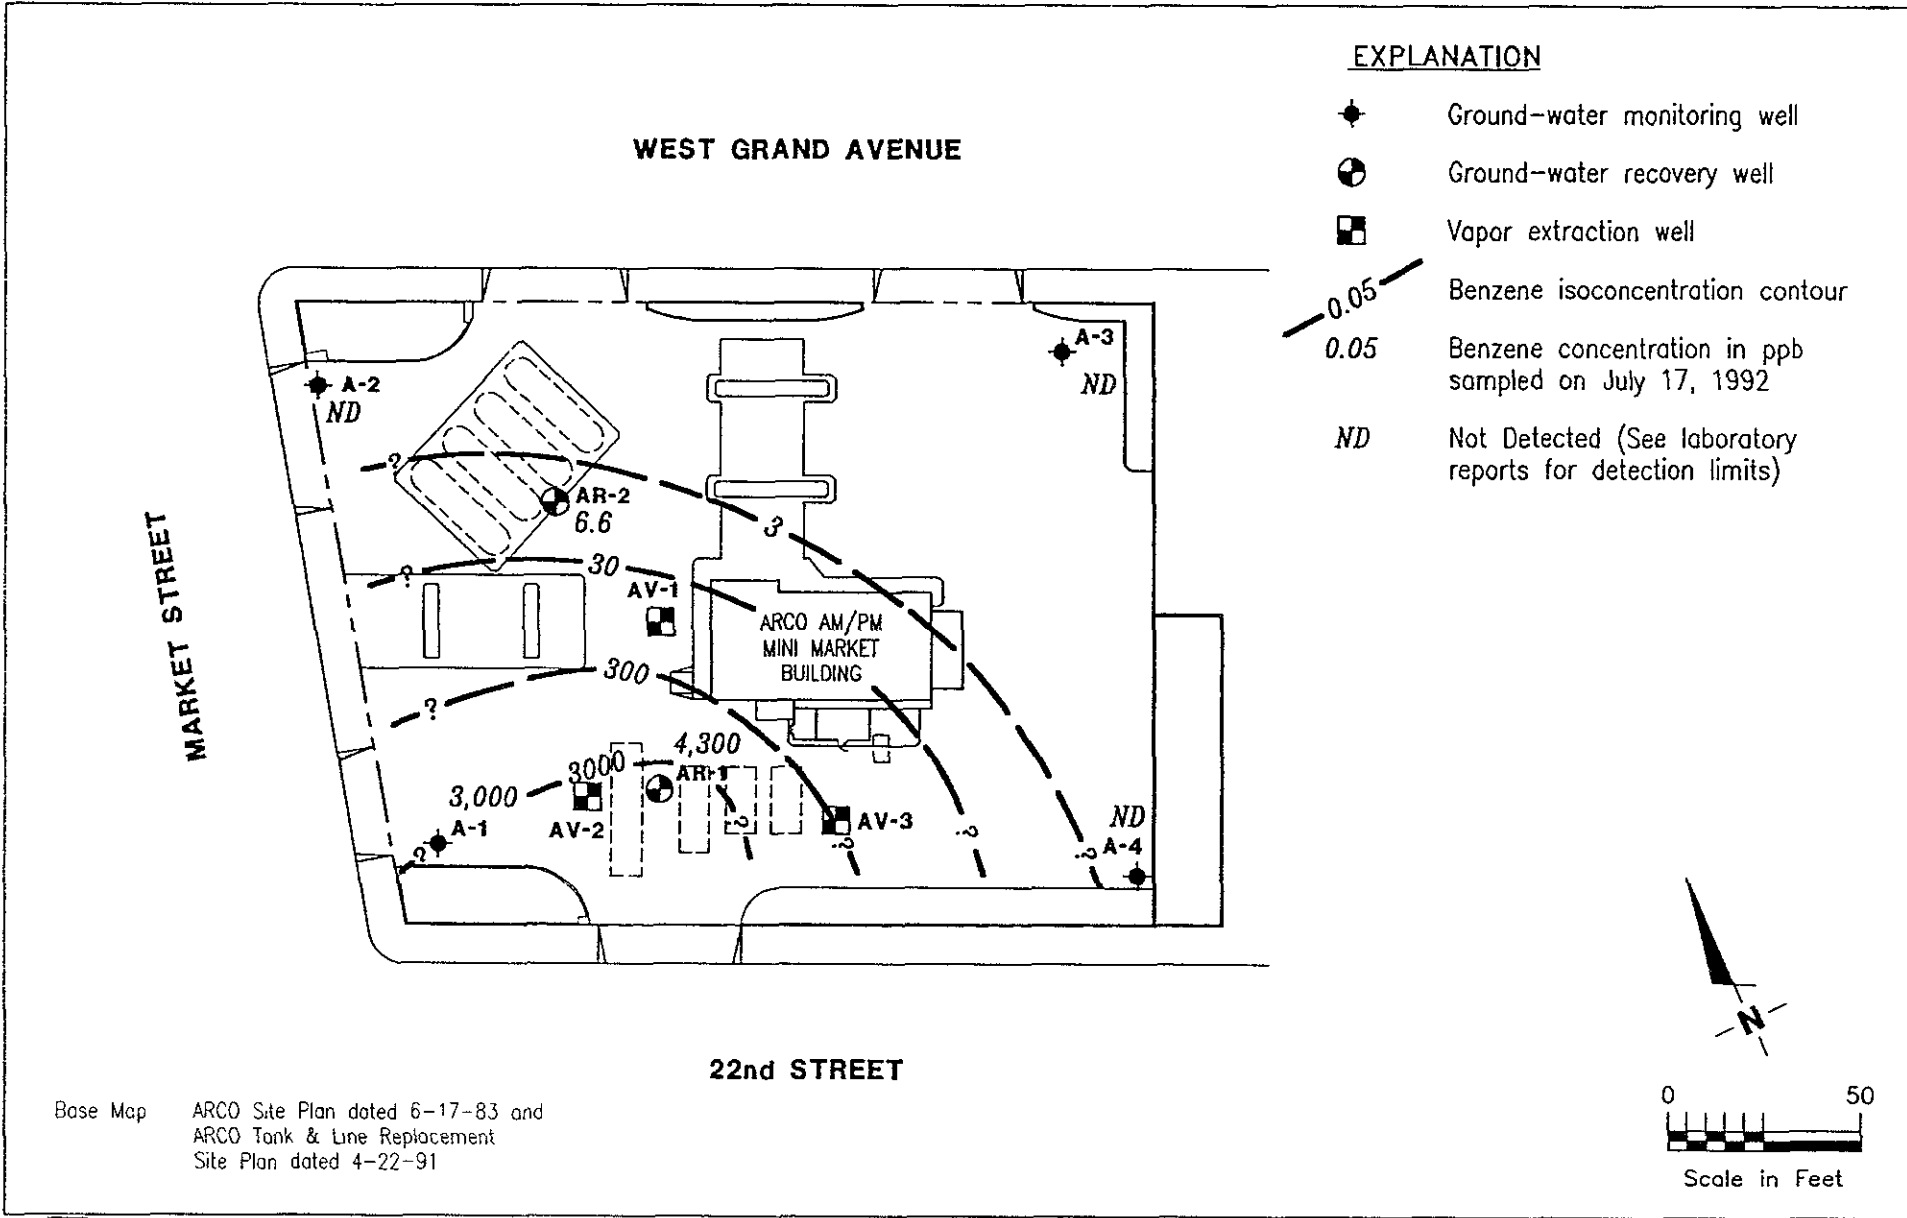 EXPLANATION
Ground-water monitoring well
Ground-water recovery well
Vapor extraction well
0.05 Benzene isoconcentration contour
0.05 Benzene concentration in ppb
sampled on July 17, 1992
ND Not Detected (See laboratory
reports for detection limits)
WEST GRAND AVENUE
A-3
ND
A-2
ND
?
AR-2
6.6
3
?
30
AV-1
ARCO AM/PM
MINI MARKET
BUILDING
MARKET STREET
300
?
4,300
3000
AR-1
3,000
A-1
AV-2
?
AV-3
?
?
ND
?
A-4
?
22nd STREET
N
Base Map ARCO Site Plan dated 6-17-83 and
ARCO Tank & Line Replacement
Site Plan dated 4-22-91
0 50
Scale in Feet